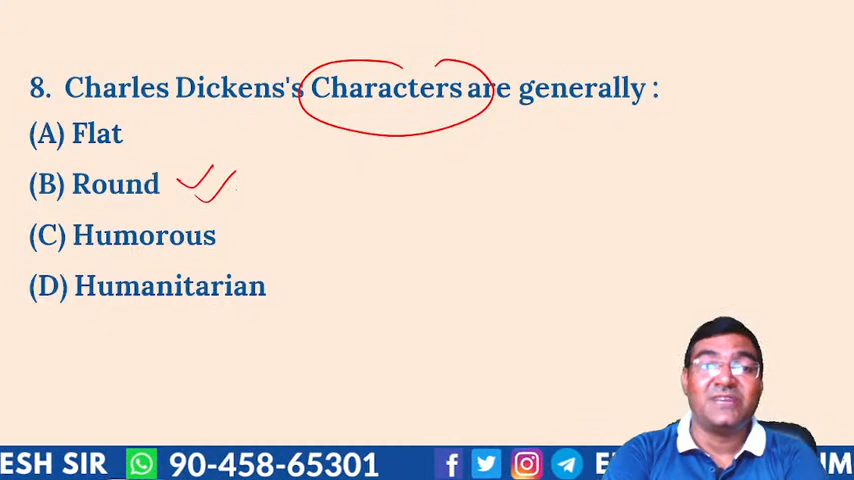 8. Charles Dickens's Characters are generally :
(A) Flat
(B) Round
(C) Humorous
(D) Humanitarian
ESH SIR 90-458-65301